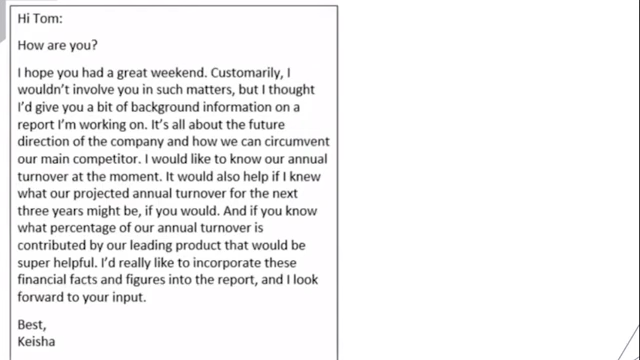 Hi Tom:
How are you?
I hope you had a great weekend. Customarily, I
wouldn’t involve you in such matters, but I thought
I’d give you a bit of background information on a
report I’m working on. It’s all about the future
direction of the company and how we can circumvent
our main competitor. I would like to know our annual
turnover at the moment. It would also help if I knew
what our projected annual turnover for the next
three years might be, if you would. And if you know
what percentage of our annual turnover is
contributed by our leading product that would be
super helpful. I’d really like to incorporate these
financial facts and figures into the report, and I look
forward to your input.
Best,
Keisha